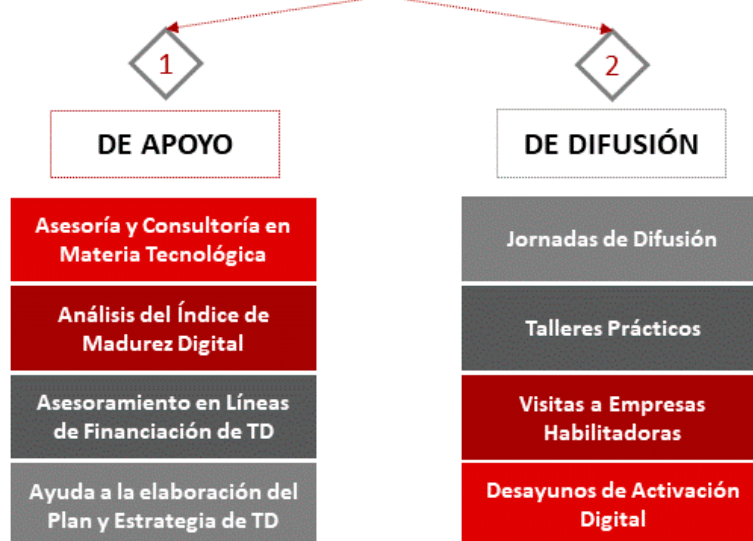 1
DE APOYO
Asesoría y Consultoría en
Materia Tecnológica
Análisis del Índice de
Madurez Digital
Asesoramiento en Líneas
de Financiación de TD
Ayuda a la elaboración del
Plan y Estrategia de TD
2
DE DIFUSIÓN
Jornadas de Difusión
Talleres Prácticos
Visitas a Empresas
Habilitadoras
Desayunos de Activación
Digital